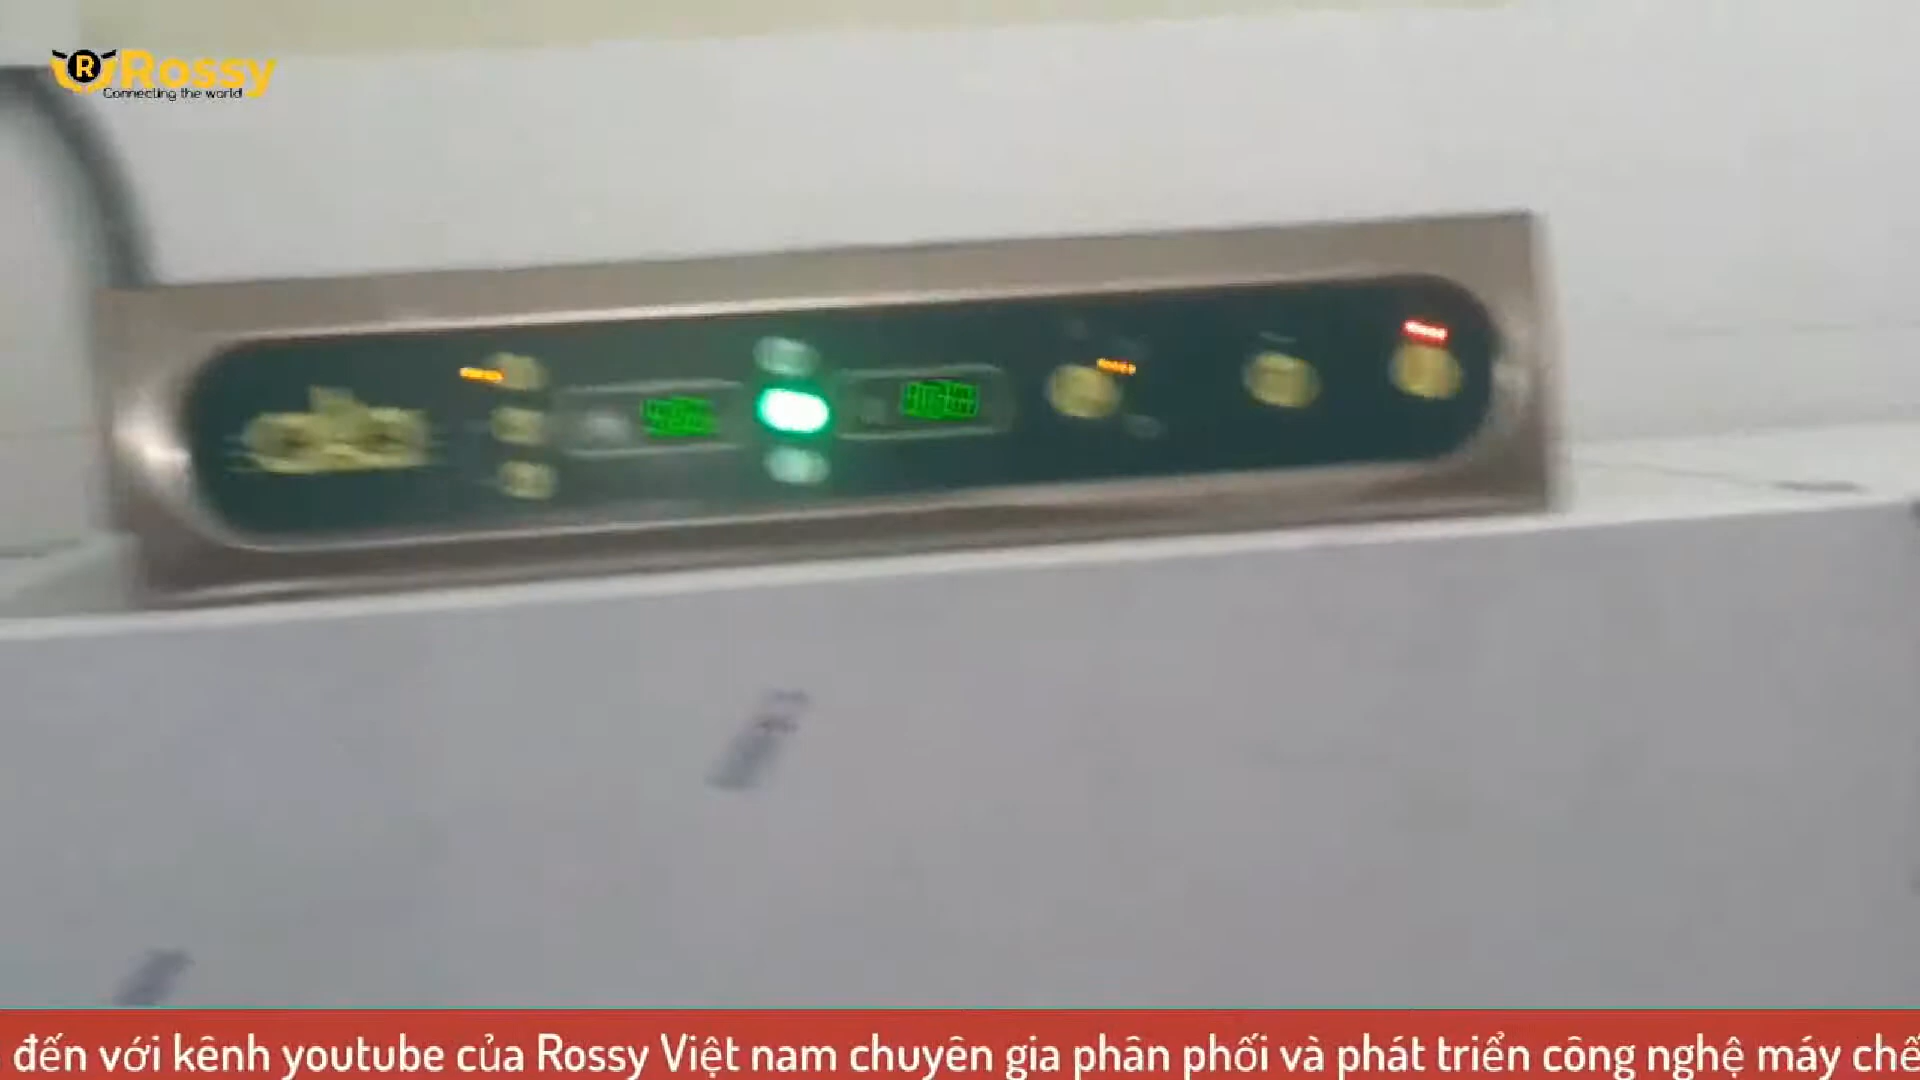 Rossy
Connecting the world
đến với kênh youtube của Rossy Việt nam chuyên gia phân phối và phát triển công nghệ máy chế